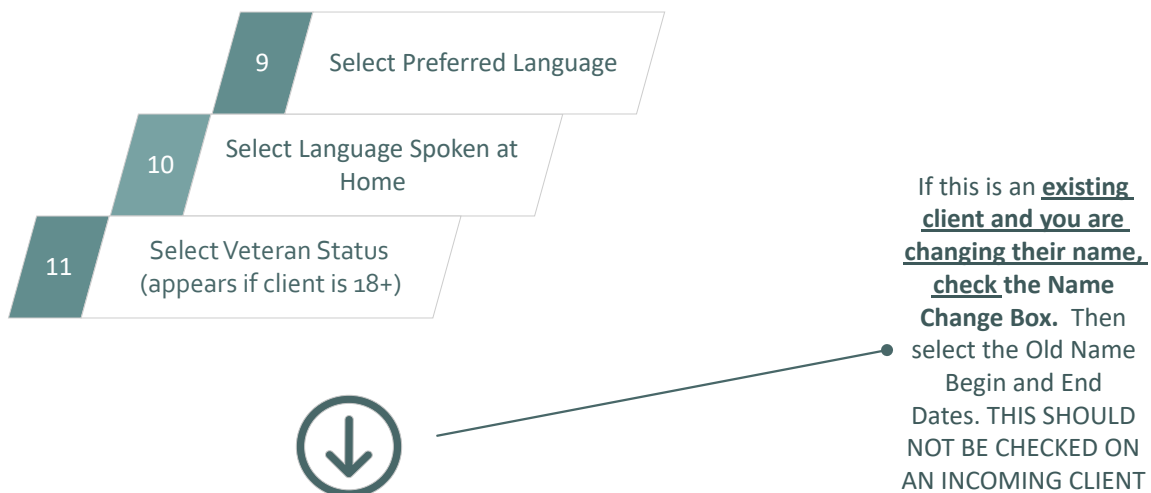 9
Select Preferred Language
10
Select Language Spoken at
Home
11
Select Veteran Status
(appears if client is 18+)
If this is an existing
client and you are
changing their name,
check the Name
Change Box. Then
select the Old Name
Begin and End
Dates. THIS SHOULD
NOT BE CHECKED ON
AN INCOMING CLIENT